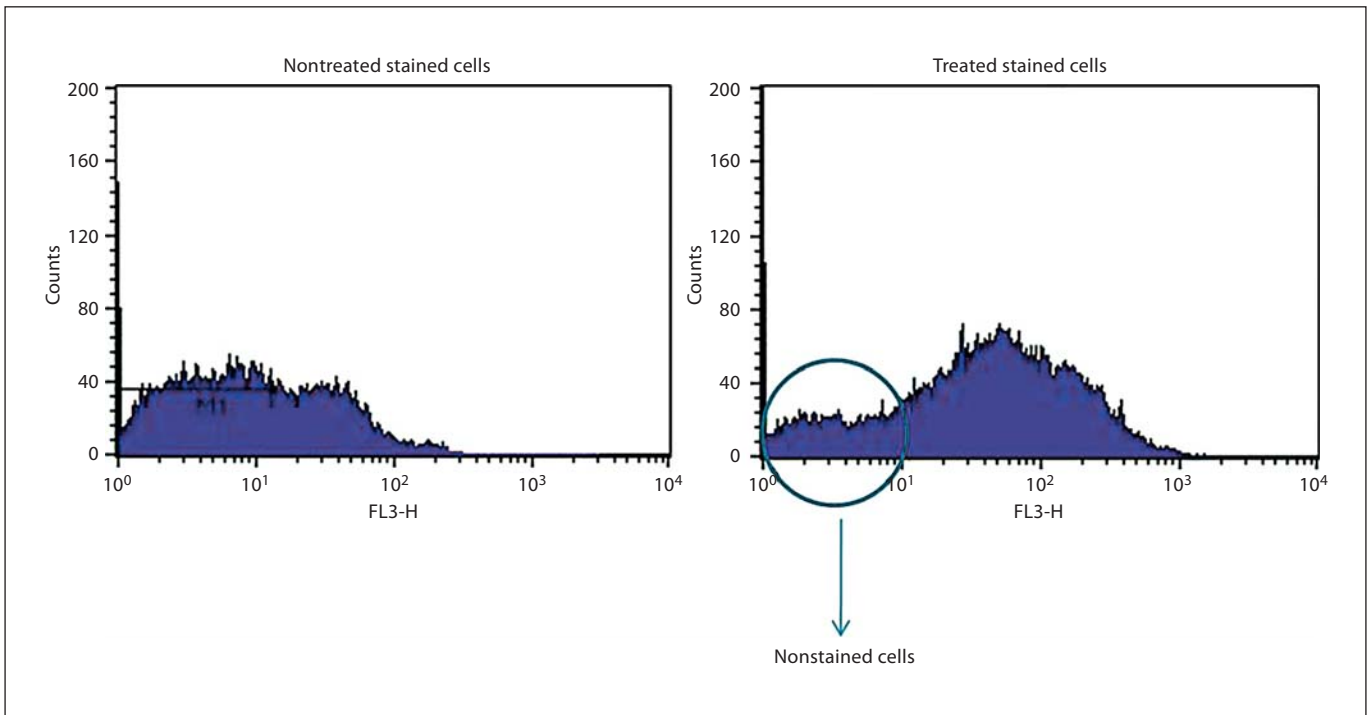 Nontreated stained cells
200
160
120
80
40
0
Counts
M1
10⁰ 10¹ 10² 10³ 10⁴
FL3-H
Treated stained cells
200
160
120
80
40
0
Counts
10⁰ 10¹ 10² 10³ 10⁴
FL3-H
Nonstained cells